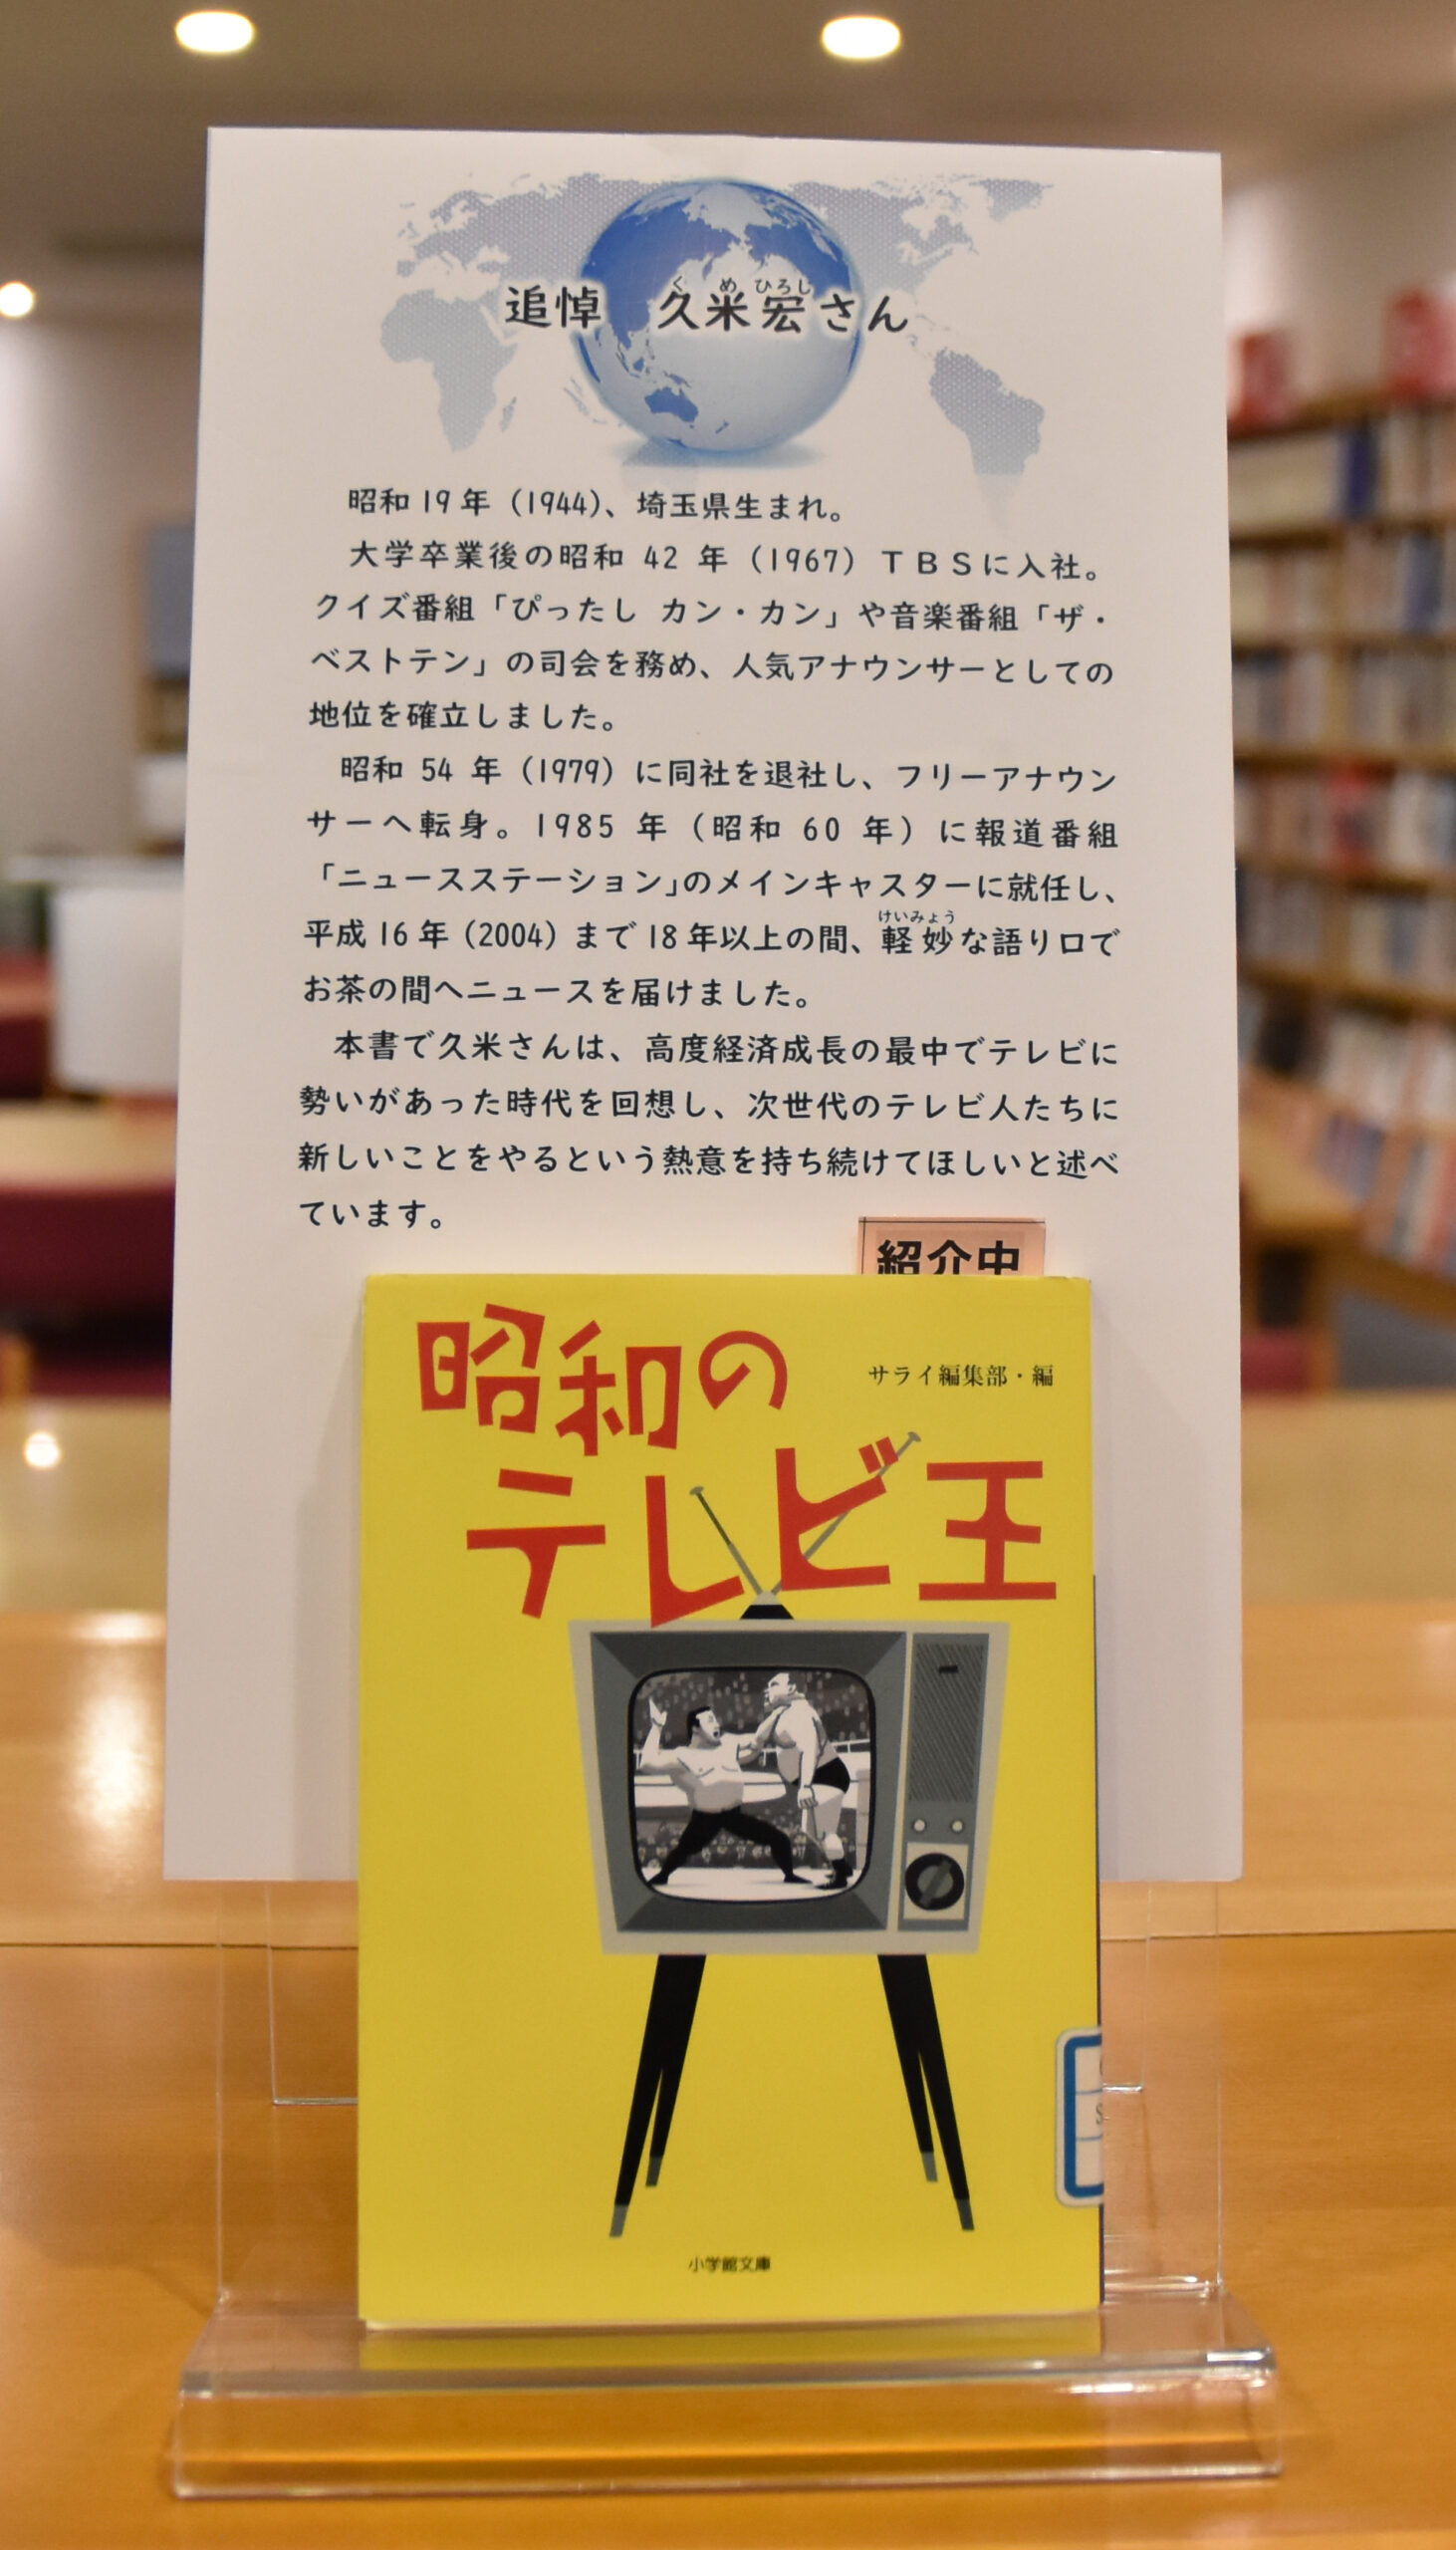 追悼　久米宏さん
くめひろし
昭和19年（1944）、埼玉県生まれ。
大学卒業後の昭和 42 年（1967）ＴＢＳに入社。
クイズ番組「ぴったし カン・カン」や音楽番組「ザ・
ベストテン」の司会を務め、人気アナウンサーとしての
地位を確立しました。
昭和 54 年（1979）に同社を退社し、フリーアナウン
サーへ転身。1985 年（昭和 60 年）に報道番組
「ニュースステーション」のメインキャスターに就任し、
けいみょう
平成16年（2004）まで18年以上の間、軽妙な語り口で
お茶の間へニュースを届けました。
本書で久米さんは、高度経済成長の最中でテレビに
勢いがあった時代を回想し、次世代のテレビ人たちに
新しいことをやるという熱意を持ち続けてほしいと述べ
ています。
紹介中
昭和の
サライ編集部・編
テレビ王
小学館文庫